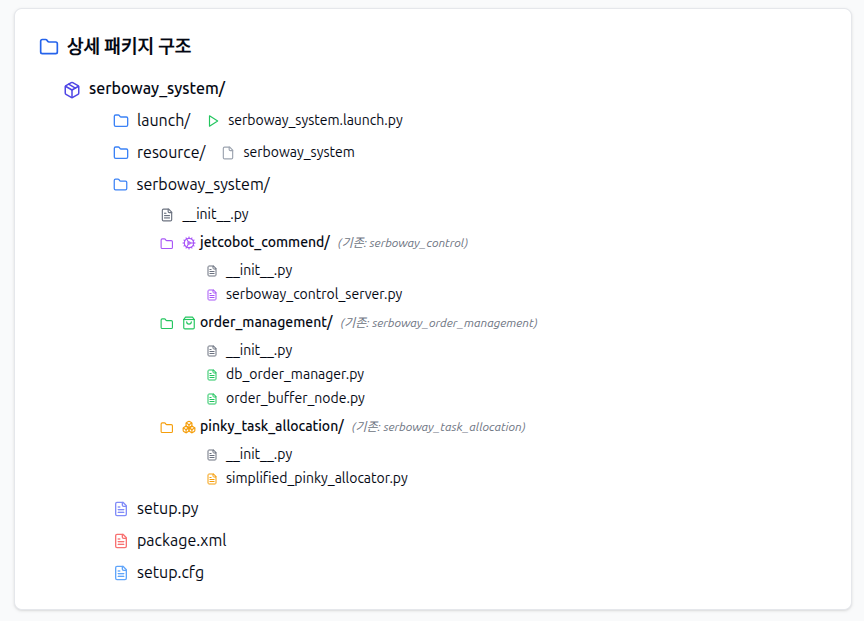 상세 패키지 구조
serboway_system/
launch/ serboway_system.launch.py
resource/ serboway_system
serboway_system/
__init__.py
jetcobot_commend/ (기존: serboway_control)
__init__.py
serboway_control_server.py
order_management/ (기존: serboway_order_management)
__init__.py
db_order_manager.py
order_buffer_node.py
pinky_task_allocation/ (기존: serboway_task_allocation)
__init__.py
simplified_pinky_allocator.py
setup.py
package.xml
setup.cfg